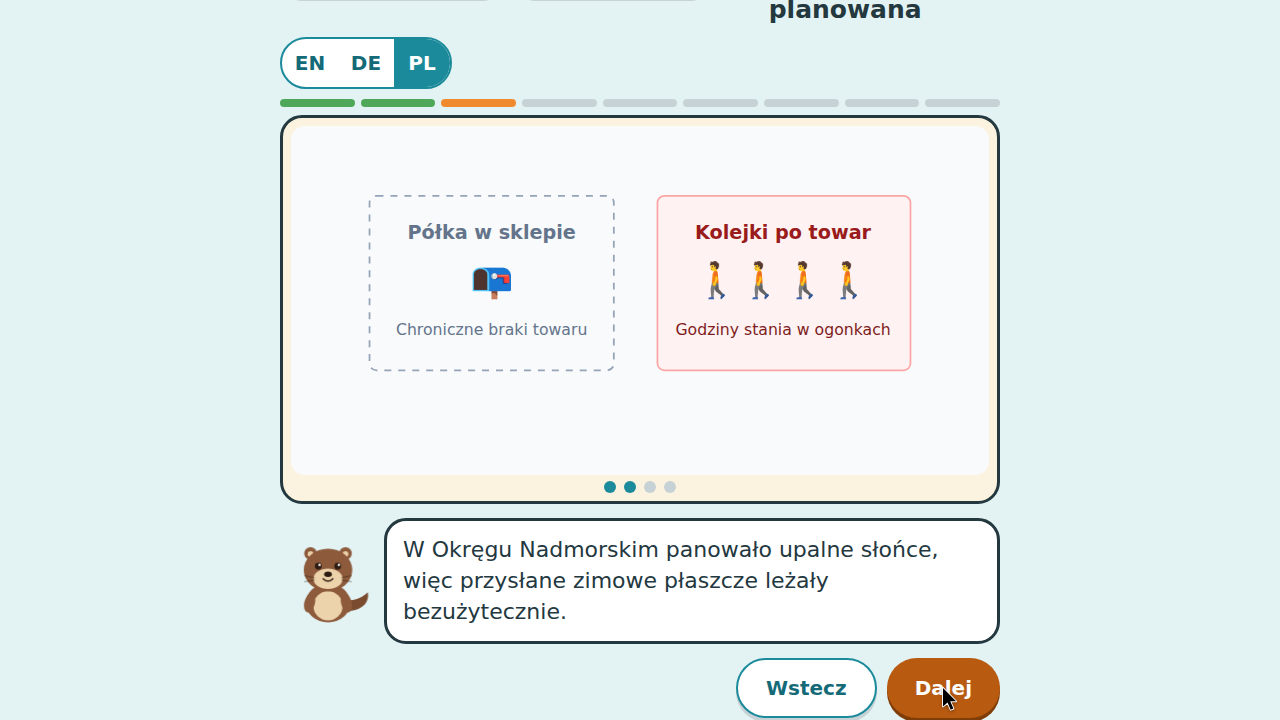 planowana
EN DE PL
Półka w sklepie
Chroniczne braki towaru
Kolejki po towar
Godziny stania w ogonkach
W Okręgu Nadmorskim panowało upalne słońce,
więc przysłane zimowe płaszcze leżały
bezużytecznie.
Wstecz
Dalej